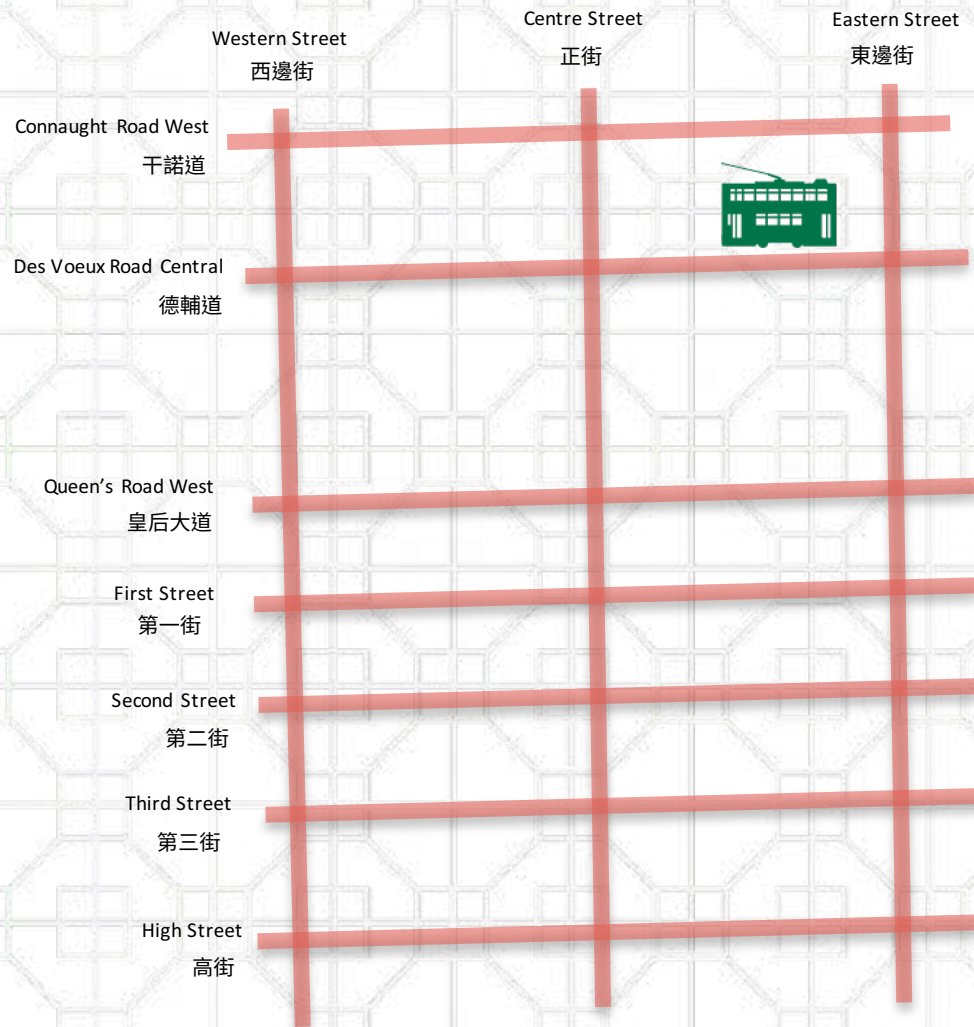 Western Street
西邊街
Centre Street
正街
Eastern Street
東邊街
Connaught Road West
干諾道
Des Voeux Road Central
德輔道
Queen’s Road West
皇后大道
First Street
第一街
Second Street
第二街
Third Street
第三街
High Street
高街